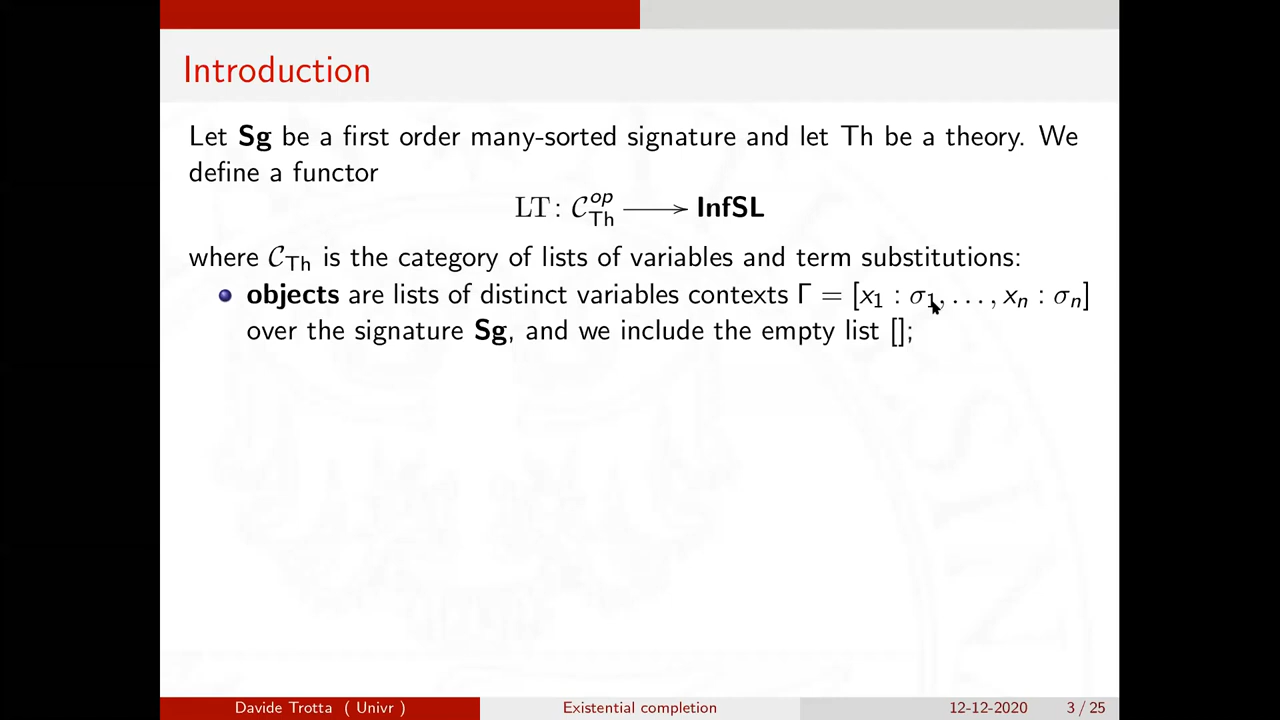 Introduction
Let Sg be a first order many-sorted signature and let Th be a theory. We
define a functor
LT: 𝒞ᵒᵖ_Th ⟶ InfSL
where 𝒞_Th is the category of lists of variables and term substitutions:
objects are lists of distinct variables contexts Γ = [x₁ : σ₁, . . . , xₙ : σₙ]
over the signature Sg, and we include the empty list [];
Davide Trotta ( Univr )
Existential completion
12-12-2020
3 / 25